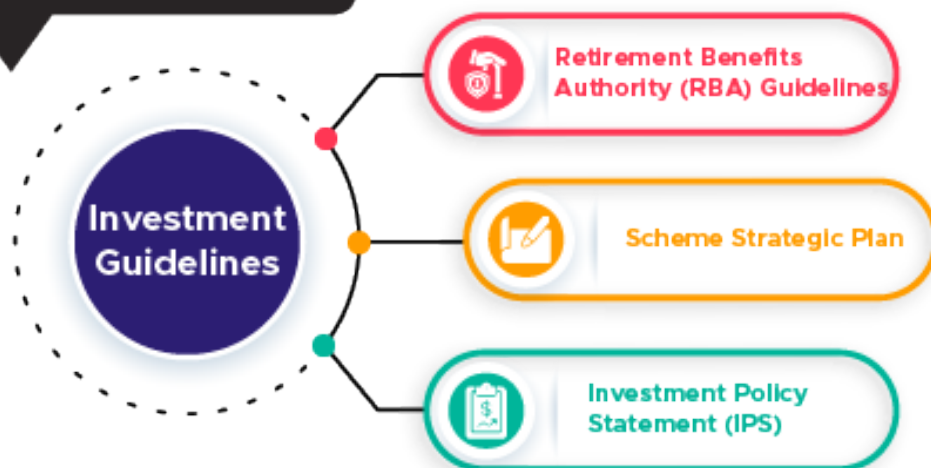 Investment
Guidelines
Retirement Benefits
Authority (RBA) Guidelines
Scheme Strategic Plan
$
Investment Policy
Statement (IPS)